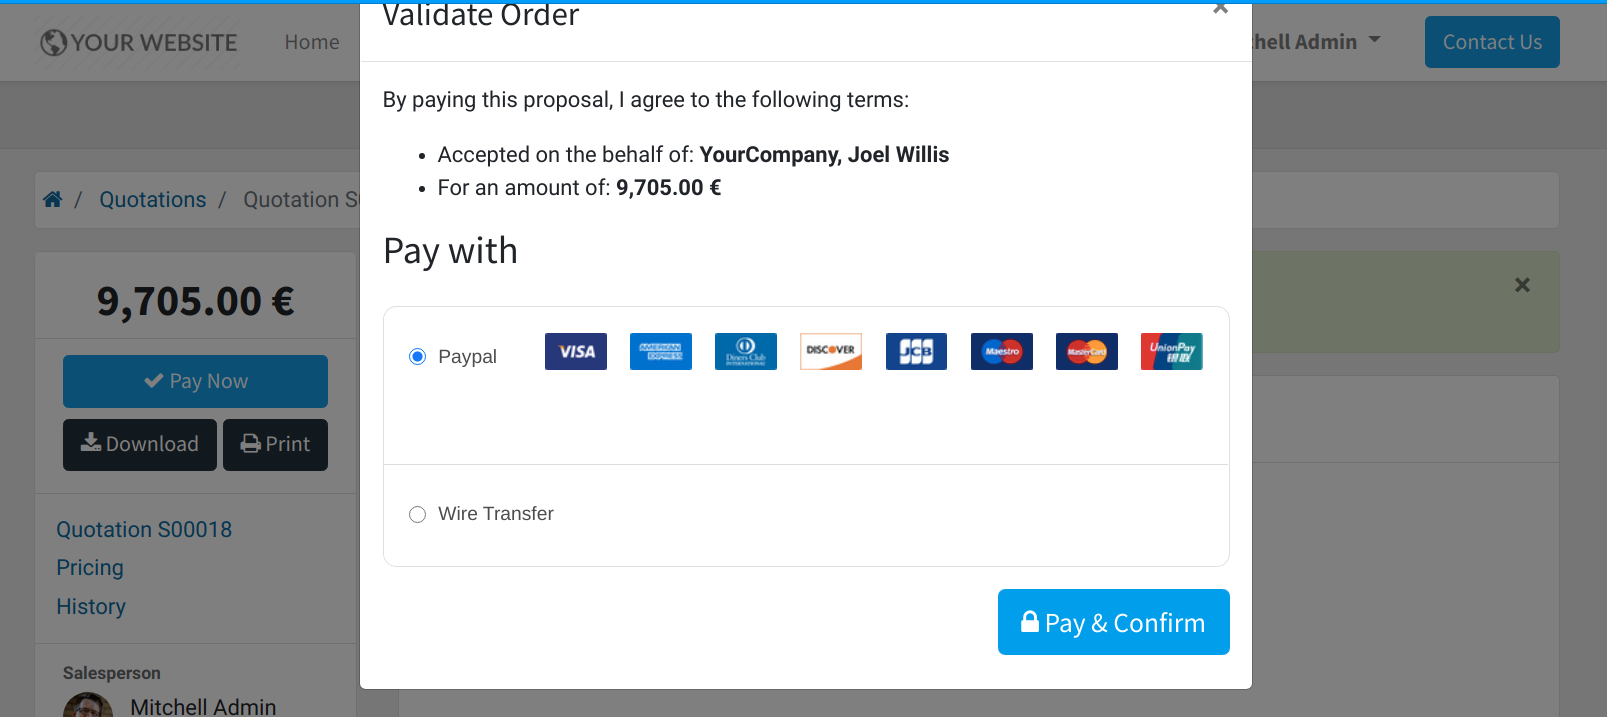 Validate Order
×
YOUR WEBSITE
Home
hell Admin
Contact Us
By paying this proposal, I agree to the following terms:
• Accepted on the behalf of: YourCompany, Joel Willis
• For an amount of: 9,705.00 €
/ Quotations / Quotation S
9,705.00 €
Pay Now
Download
Print
Quotation S00018
Pricing
History
Salesperson
Mitchell Admin
Pay with
Paypal
VISA
AMERICAN EXPRESS
Diners Club INTERNATIONAL
DISCOVER
JCB
Maestro
MasterCard
UnionPay
银联
Wire Transfer
Pay & Confirm
×